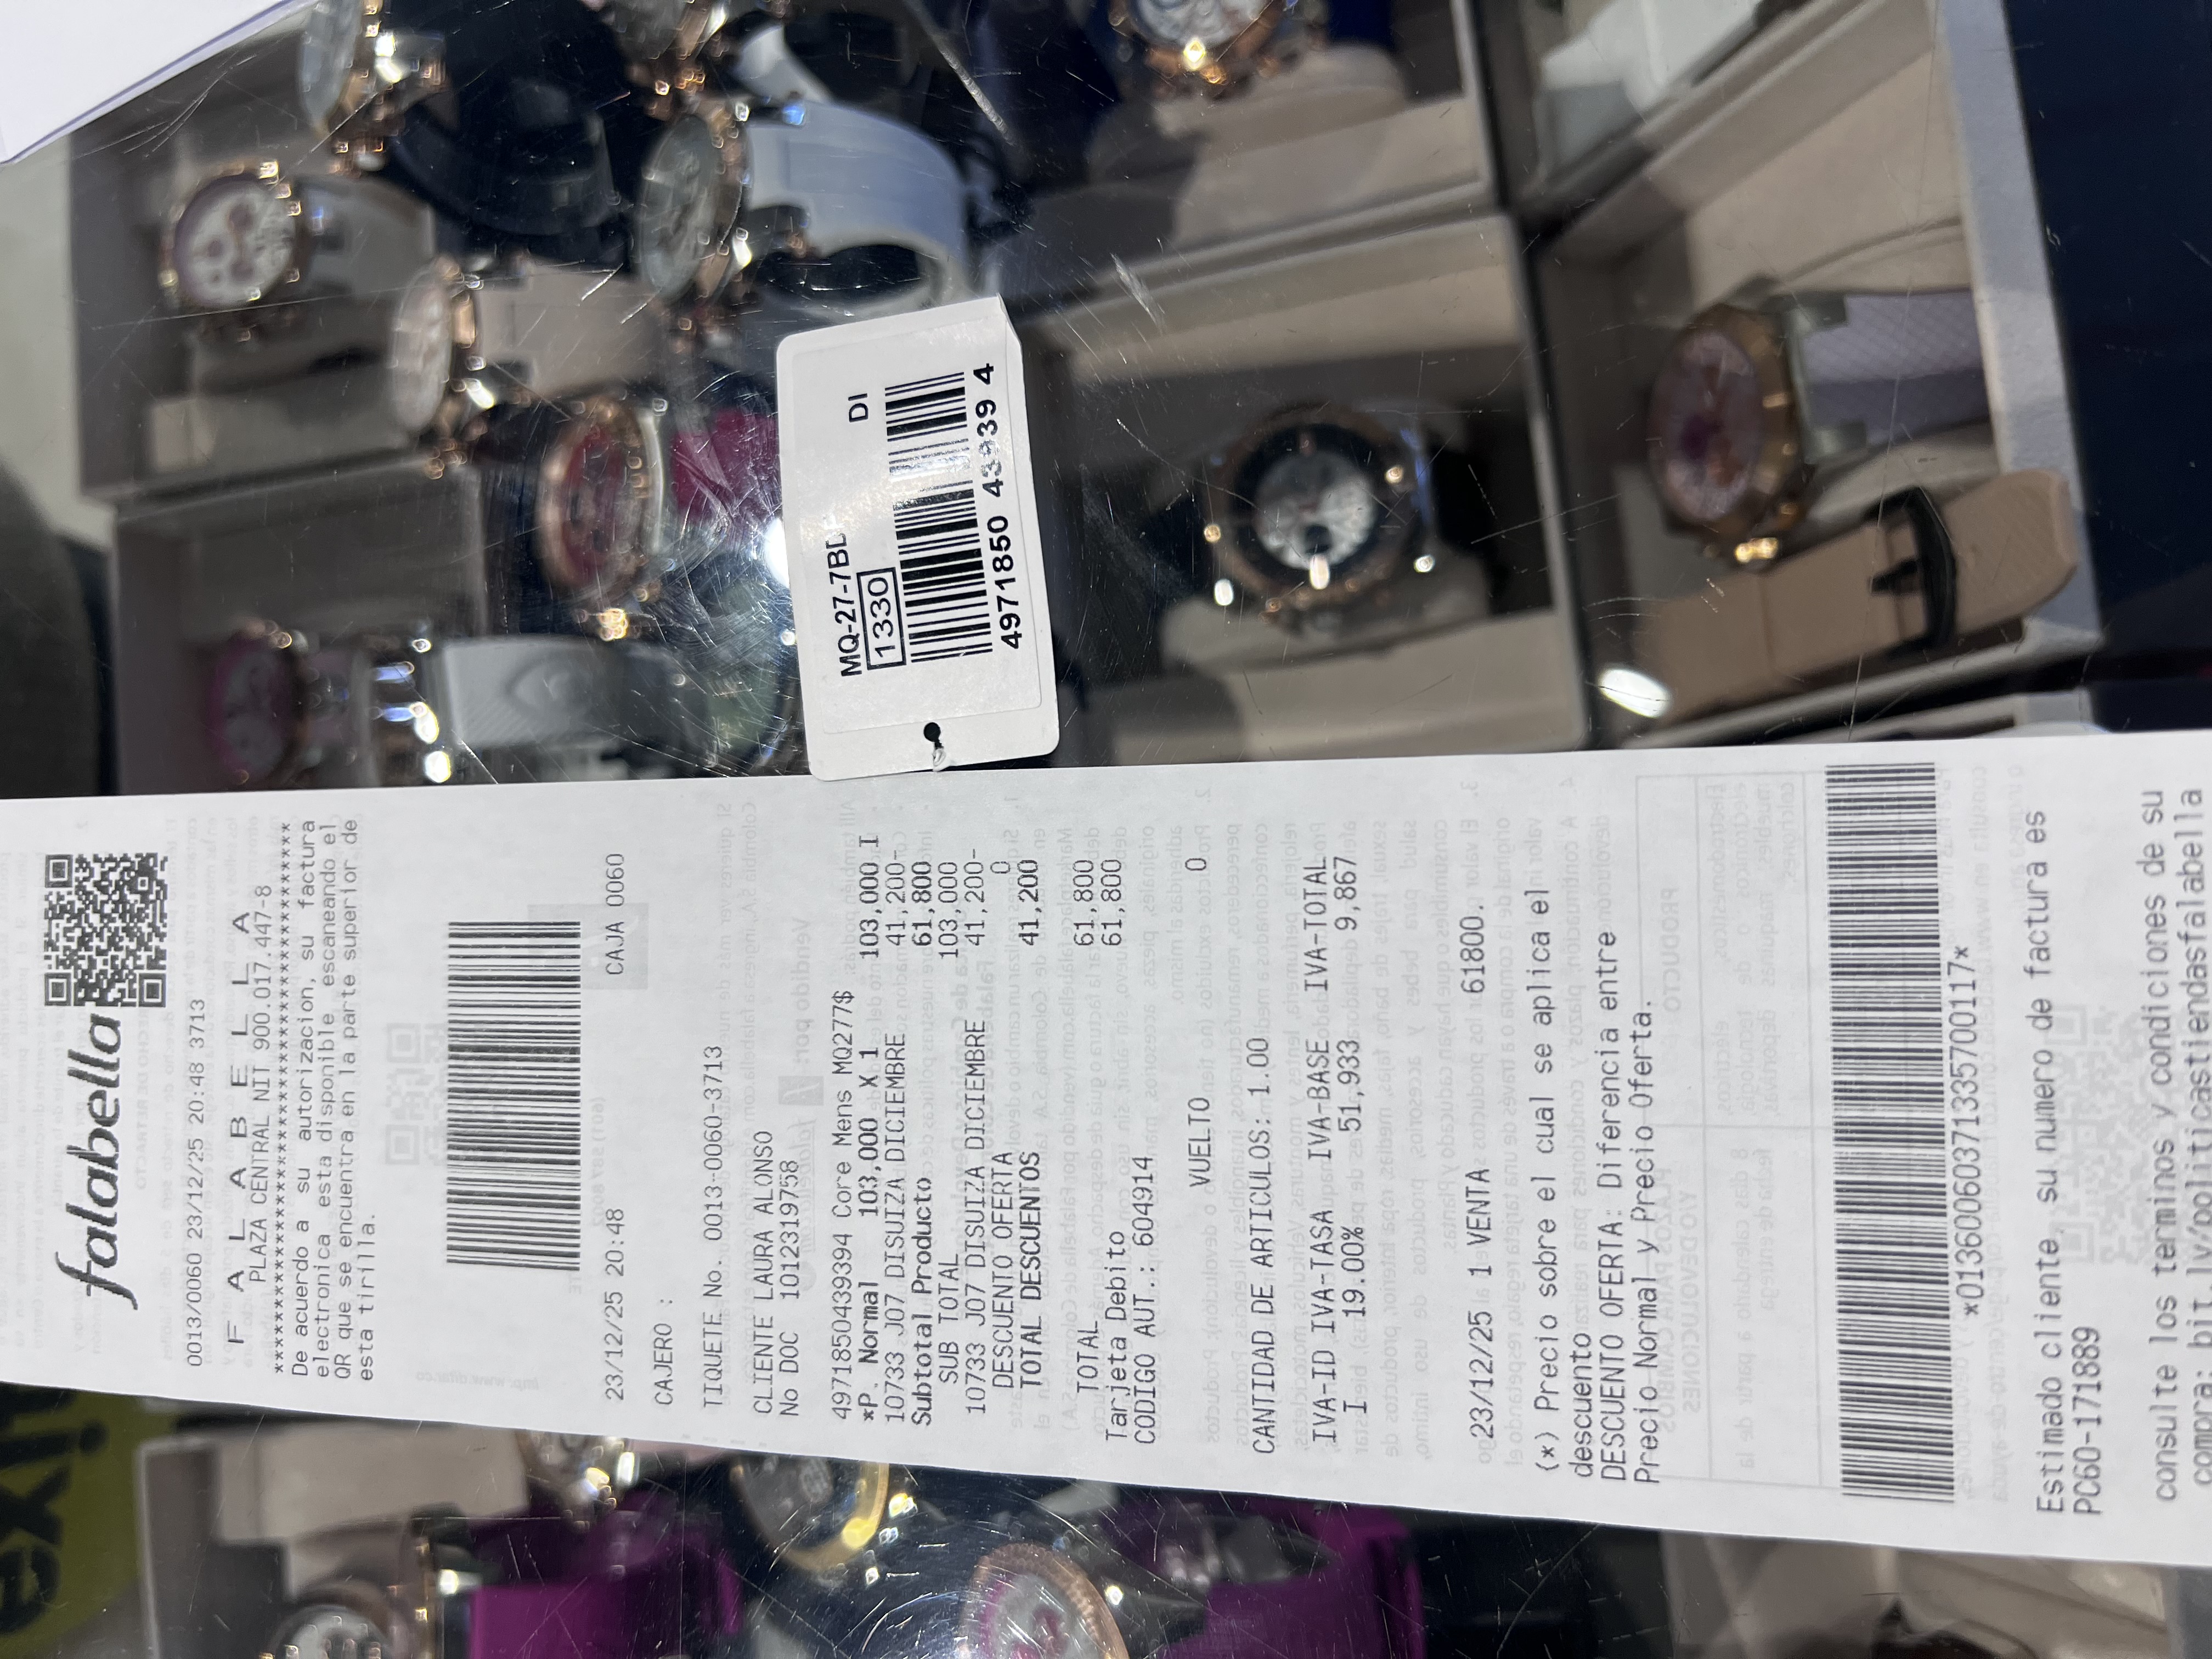 falabella
0013/0060 23/12/25 20:48 3713
F A L A B E L L A
PLAZA CENTRAL NIT 900.017.447-8
****************************************
De acuerdo a su autorizacion, su factura
electronica esta disponible escaneando el
QR que se encuentra en la parte superior de
esta tirilla.
23/12/25 20:48 CAJA 0060
CAJERO :
TIQUETE No. 0013-0060-3713
CLIENTE LAURA ALONSO
No DOC 1012319758
4971850439394 Core Mens MQ277$
*P. Normal 103,000 X 1 103,000 I
10733 J07 DISUIZA DICIEMBRE 41,200-
Subtotal Producto 61,800
SUB TOTAL 103,000
10733 J07 DISUIZA DICIEMBRE 41,200-
DESCUENTO OFERTA 0
TOTAL DESCUENTOS 41,200
TOTAL 61,800
Tarjeta Debito 61,800
CODIGO AUT.: 604914
VUELTO 0
CANTIDAD DE ARTICULOS: 1.00
IVA-ID IVA-TASA IVA-BASE IVA-TOTAL
I 19.00% 51,933 9,867
23/12/25 1 VENTA 61800.
(*) Precio sobre el cual se aplica el
descuento
DESCUENTO OFERTA: Diferencia entre
Precio Normal y Precio Oferta.
*01360060371335700117*
Estimado cliente, su numero de factura es
PC60-171889
consulte los terminos y condiciones de su
compra: bit.ly/politicastiendasfalabella
MQ-27-7BD DI
1330
4971850 43939 4